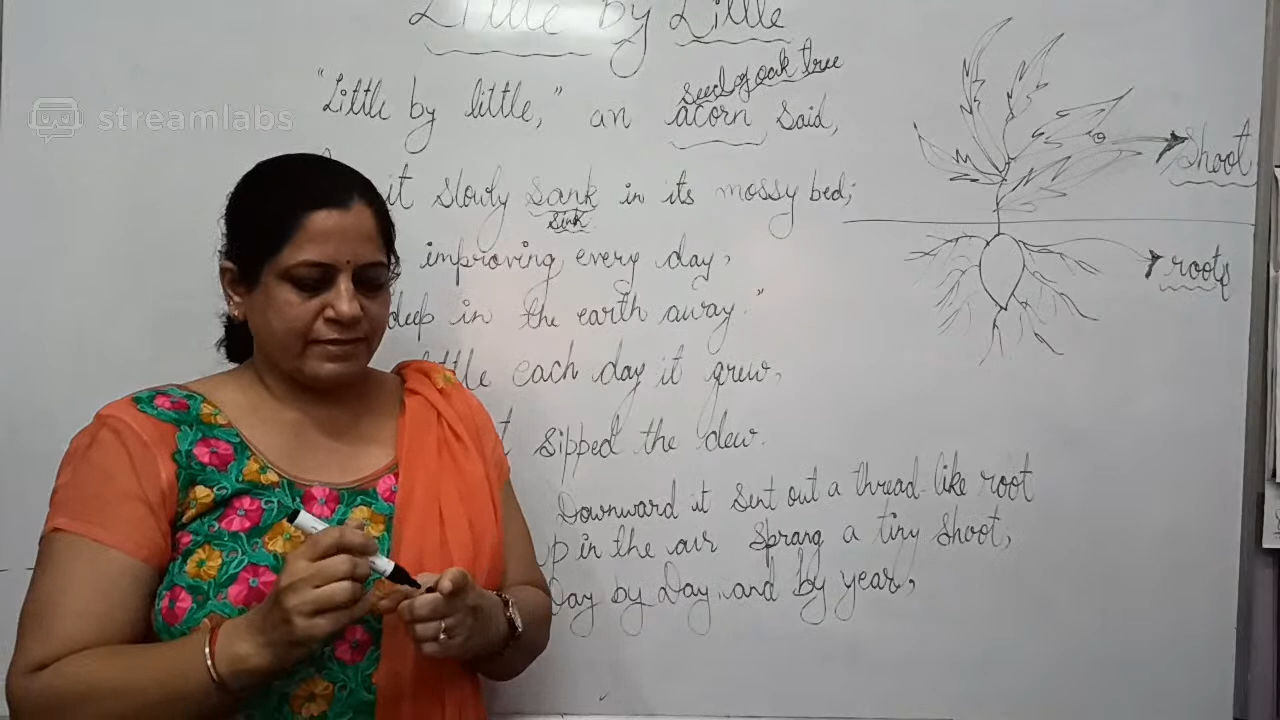 Little by Little
streamlabs
seed of oak tree
"Little by little," an acorn said,
it slowly sank in its mossy bed;
sink
improving every day,
deep in the earth away."
each day it grew,
sipped the dew.
Downward it sent out a thread-like root
in the air sprang a tiny shoot,
Day by Day, and by year,
shoot
roots